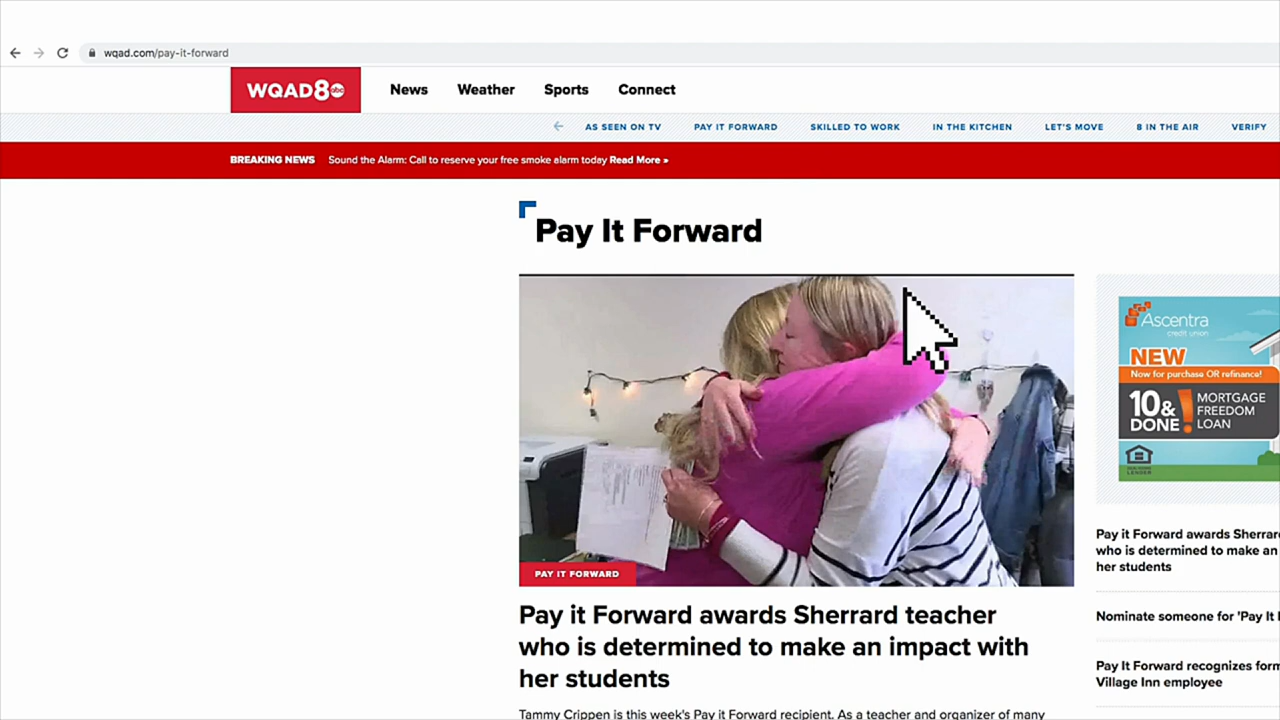 wqad.com/pay-it-forward
WQAD8 abc
News Weather Sports Connect
AS SEEN ON TV PAY IT FORWARD SKILLED TO WORK IN THE KITCHEN LET'S MOVE 8 IN THE AIR VERIFY
BREAKING NEWS Sound the Alarm: Call to reserve your free smoke alarm today Read More »
Pay It Forward
Ascentra
credit union
NEW
Now for purchase OR refinance!
10&
DONE!
MORTGAGE
FREEDOM
LOAN
PAY IT FORWARD
Pay it Forward awards Sherrard teacher
who is determined to make an impact with
her students
Tammy Crippen is this week's Pay it Forward recipient. As a teacher and organizer of many
Pay it Forward awards Sherrar
who is determined to make an
her students
Nominate someone for 'Pay It
Pay It Forward recognizes form
Village Inn employee